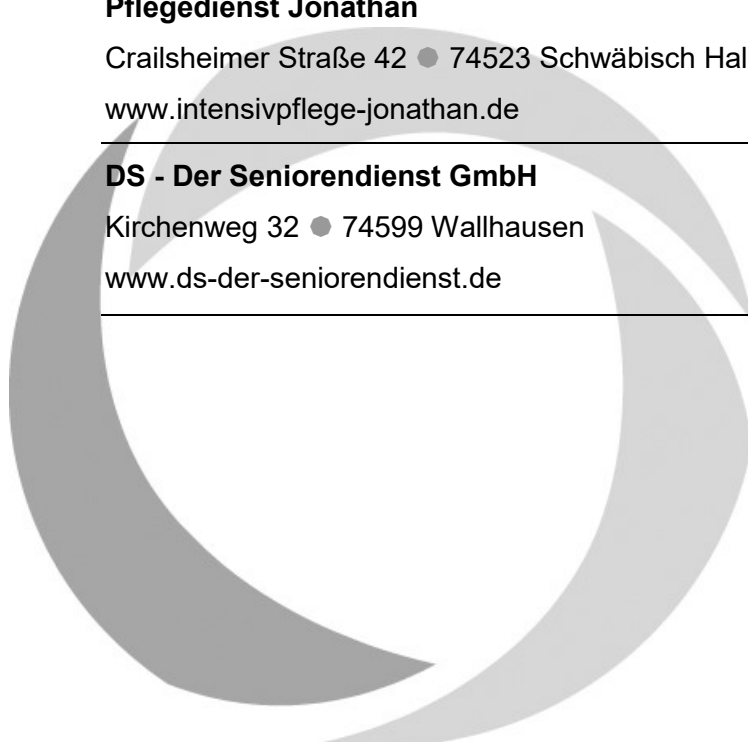 Pflegedienst Jonathan
Crailsheimer Straße 42 ● 74523 Schwäbisch Hal
www.intensivpflege-jonathan.de
DS - Der Seniorendienst GmbH
Kirchenweg 32 ● 74599 Wallhausen
www.ds-der-seniorendienst.de